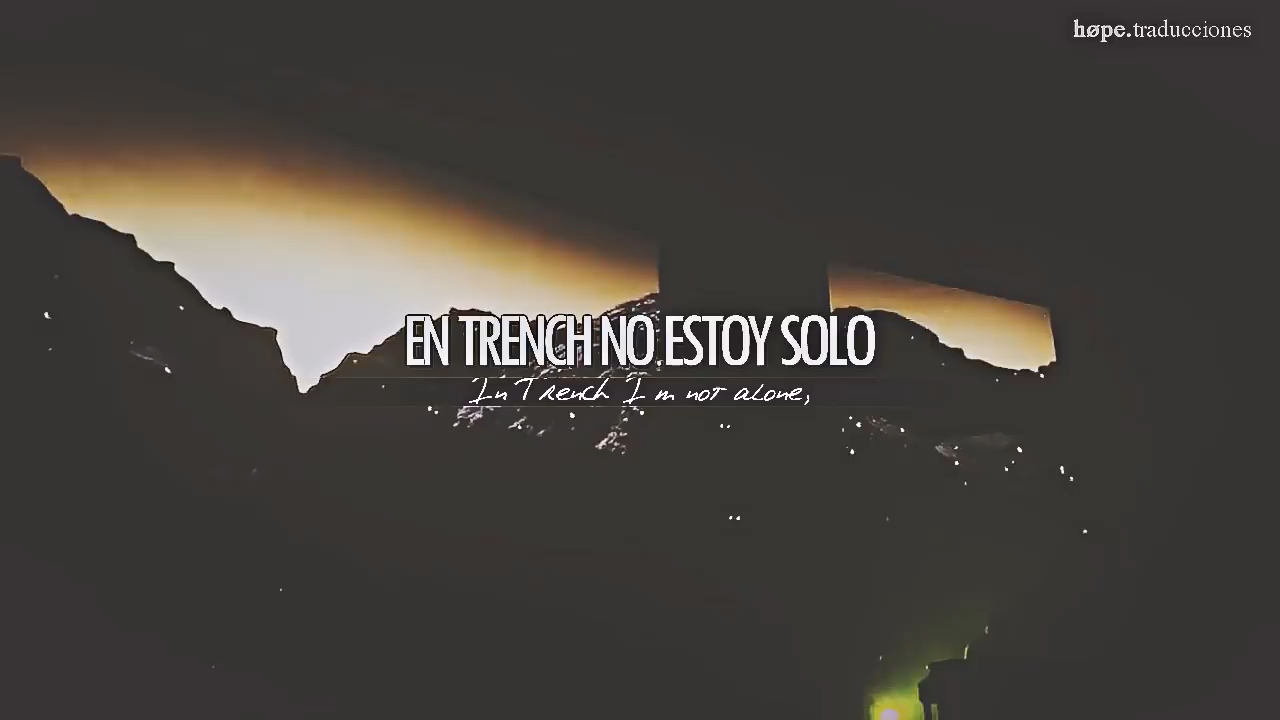 høpe.traducciones
EN TRENCH NO ESTOY SOLO
In Trench I'm not alone,